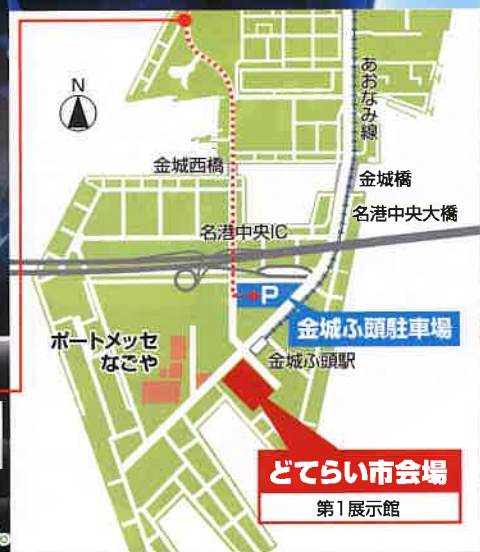 N
あおなみ線
金城西橋
金城橋
名港中央大橋
名港中央IC
P
金城ふ頭駐車場
ポートメッセ
なごや
金城ふ頭駅
どてらい市会場
第1展示館